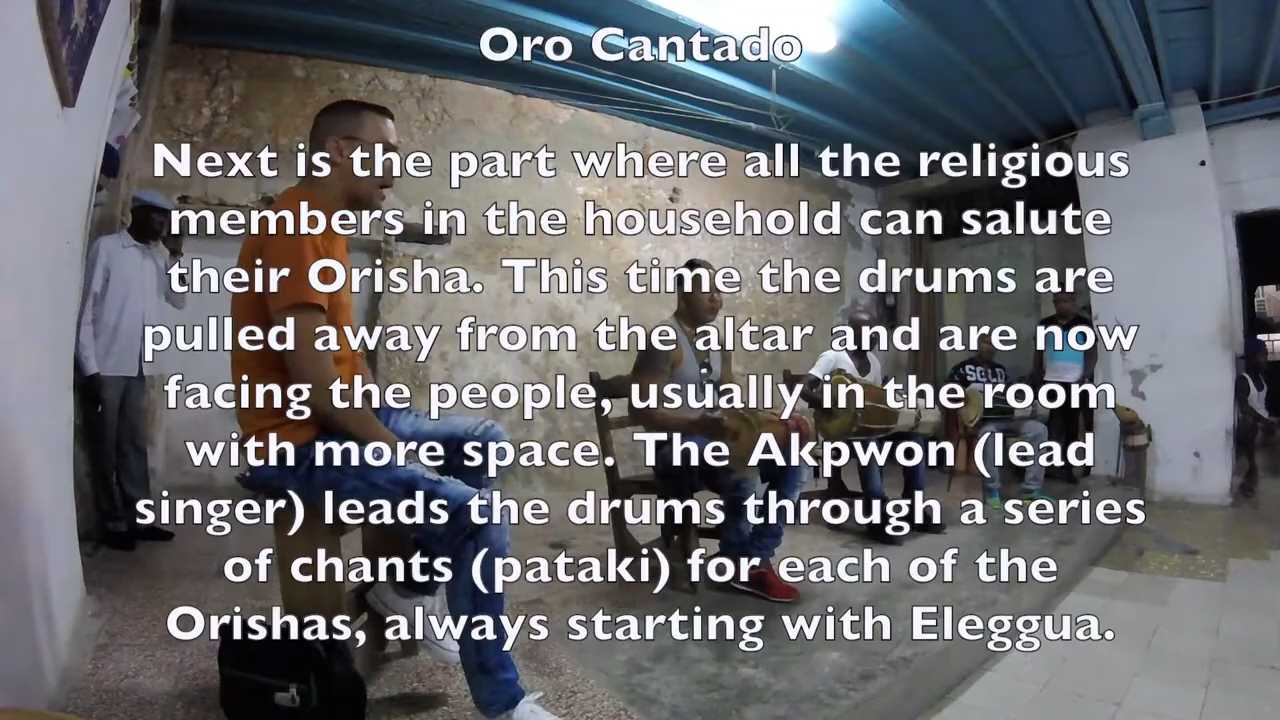 Oro Cantado
Next is the part where all the religious
members in the household can salute
their Orisha. This time the drums are
pulled away from the altar and are now
facing the people, usually in the room
with more space. The Akpwon (lead
singer) leads the drums through a series
of chants (pataki) for each of the
Orishas, always starting with Eleggua.